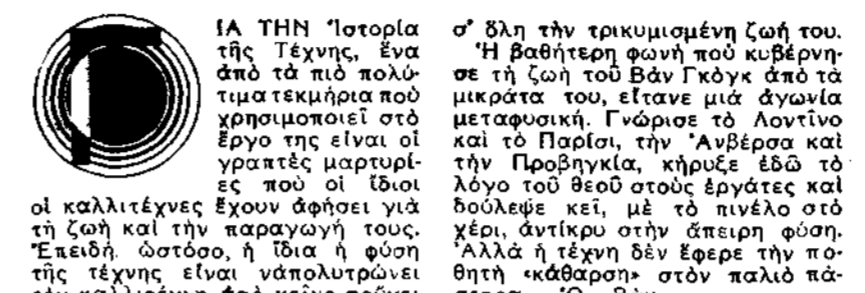 ΓΙΑ ΤΗΝ Ἱστορία
τῆς Τέχνης, ἕνα
ἀπὸ τὰ πιὸ πολύ-
τιμα τεκμήρια ποὺ
χρησιμοποιεῖ στὸ
ἔργο της εἶναι οἱ
γραπτὲς μαρτυρί-
ες ποὺ οἱ ἴδιοι
οἱ καλλιτέχνες ἔχουν ἀφήσει γιὰ
τὴ ζωὴ καὶ τὴν παραγωγή τους.
Ἐπειδὴ, ὡστόσο, ἡ ἴδια ἡ φύση
τῆς τέχνης εἶναι νἀπολυτρώνει
σ' ὅλη τὴν τρικυμισμένη ζωή του.
Ἡ βαθήτερη φωνὴ ποὺ κυβέρνη-
σε τὴ ζωὴ τοῦ Βὰν Γκὸγκ ἀπὸ τὰ
μικράτα του, εἴτανε μιὰ ἀγωνία
μεταφυσική. Γνώρισε τὸ Λοντῖνο
καὶ τὸ Παρίσι, τὴν Ἀνβέρσα καὶ
τὴν Προβηγκία, κήρυξε ἐδῶ τὸ
λόγο τοῦ θεοῦ στοὺς ἐργάτες καὶ
δούλεψε κεῖ, μὲ τὸ πινέλο στὸ
χέρι, ἀντίκρυ στὴν ἄπειρη φύση.
Ἀλλὰ ἡ τέχνη δὲν ἔφερε τὴν πο-
θητὴ «κάθαρση» στὸν παλιὸ πά-